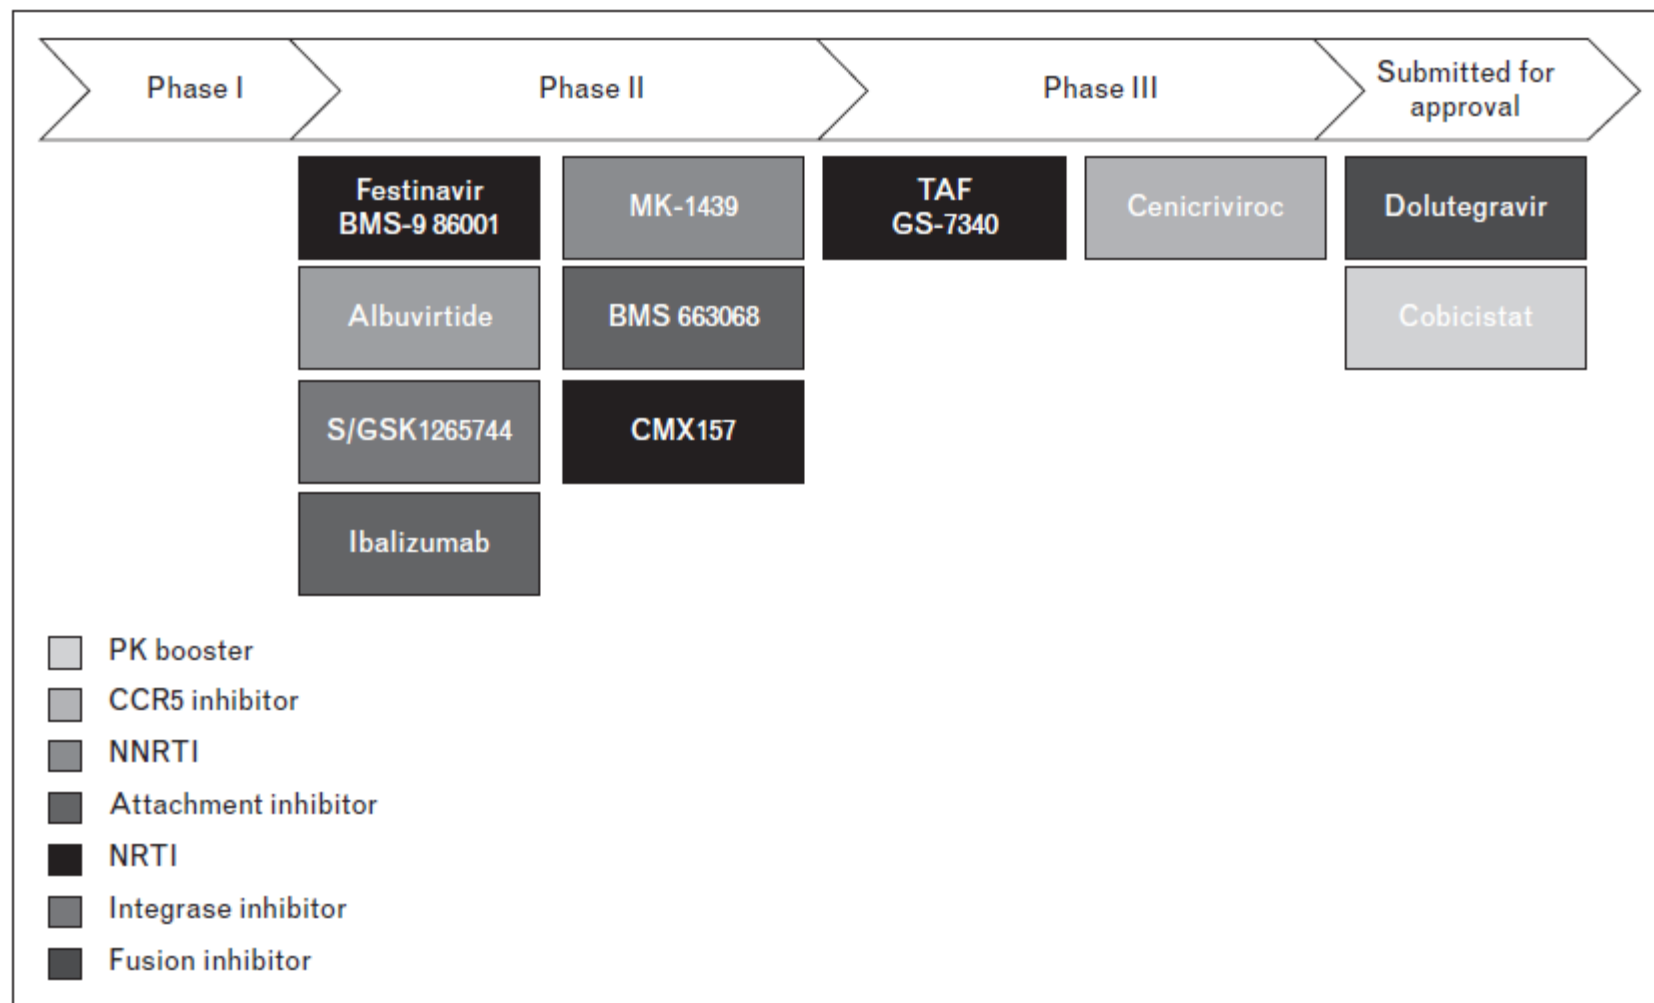 Phase I
Phase II
Phase III
Submitted for
approval
Festinavir
BMS-9 86001
MK-1439
TAF
GS-7340
Cenicriviroc
Dolutegravir
Albuvirtide
BMS 663068
Cobicistat
S/GSK1265744
CMX157
Ibalizumab
PK booster
CCR5 inhibitor
NNRTI
Attachment inhibitor
NRTI
Integrase inhibitor
Fusion inhibitor